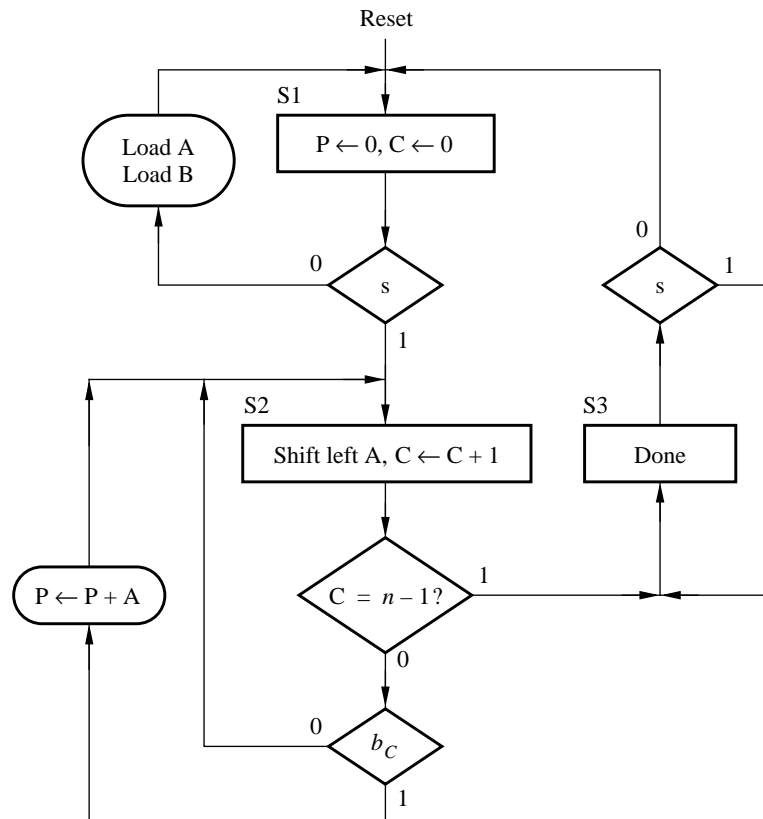 Reset
S1
P ← 0, C ← 0
Load A
Load B
0
s
1
0
s
1
S2
Shift left A, C ← C + 1
S3
Done
P ← P + A
C = n – 1?
1
0
0
b_C
1